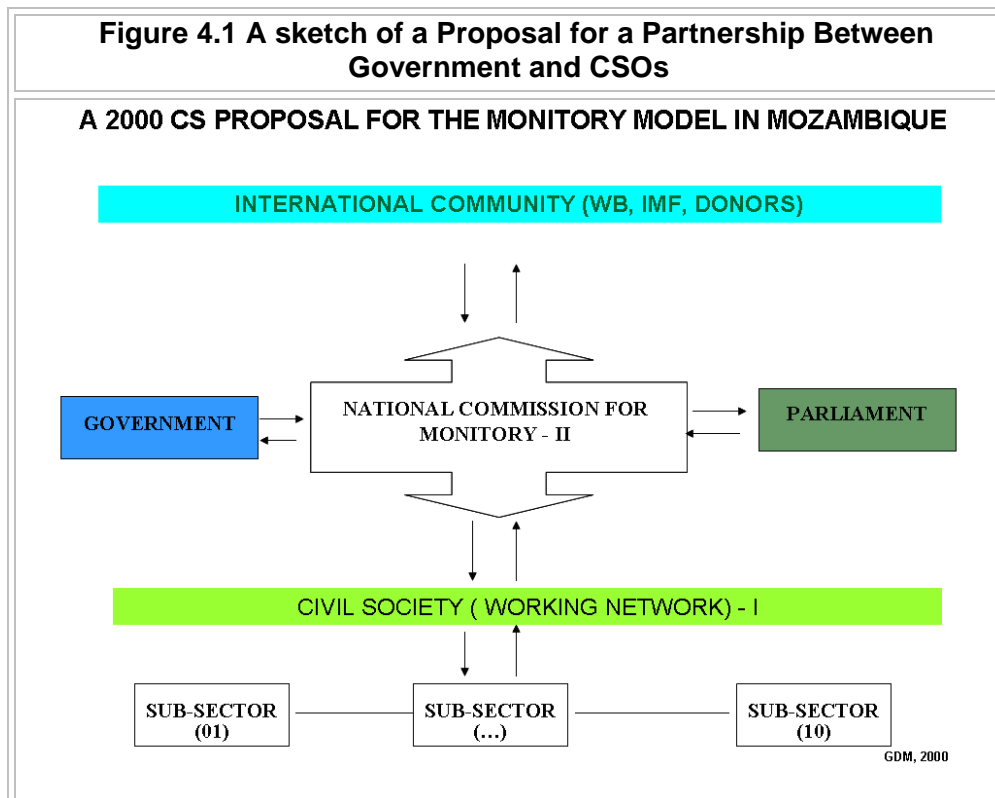 Figure 4.1 A sketch of a Proposal for a Partnership Between
Government and CSOs
A 2000 CS PROPOSAL FOR THE MONITORY MODEL IN MOZAMBIQUE
INTERNATIONAL COMMUNITY (WB, IMF, DONORS)
GOVERNMENT
NATIONAL COMMISSION FOR
MONITORY - II
PARLIAMENT
CIVIL SOCIETY ( WORKING NETWORK) - I
SUB-SECTOR
(01)
SUB-SECTOR
(...)
SUB-SECTOR
(10)
GDM, 2000